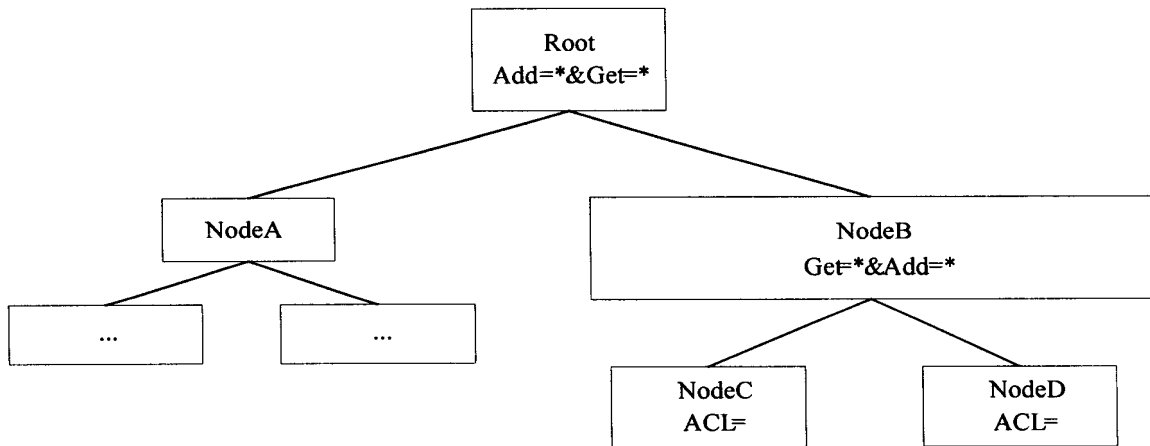 Root
Add=*&Get=*
NodeA
NodeB
Get=*&Add=*
...
...
NodeC
ACL=
NodeD
ACL=